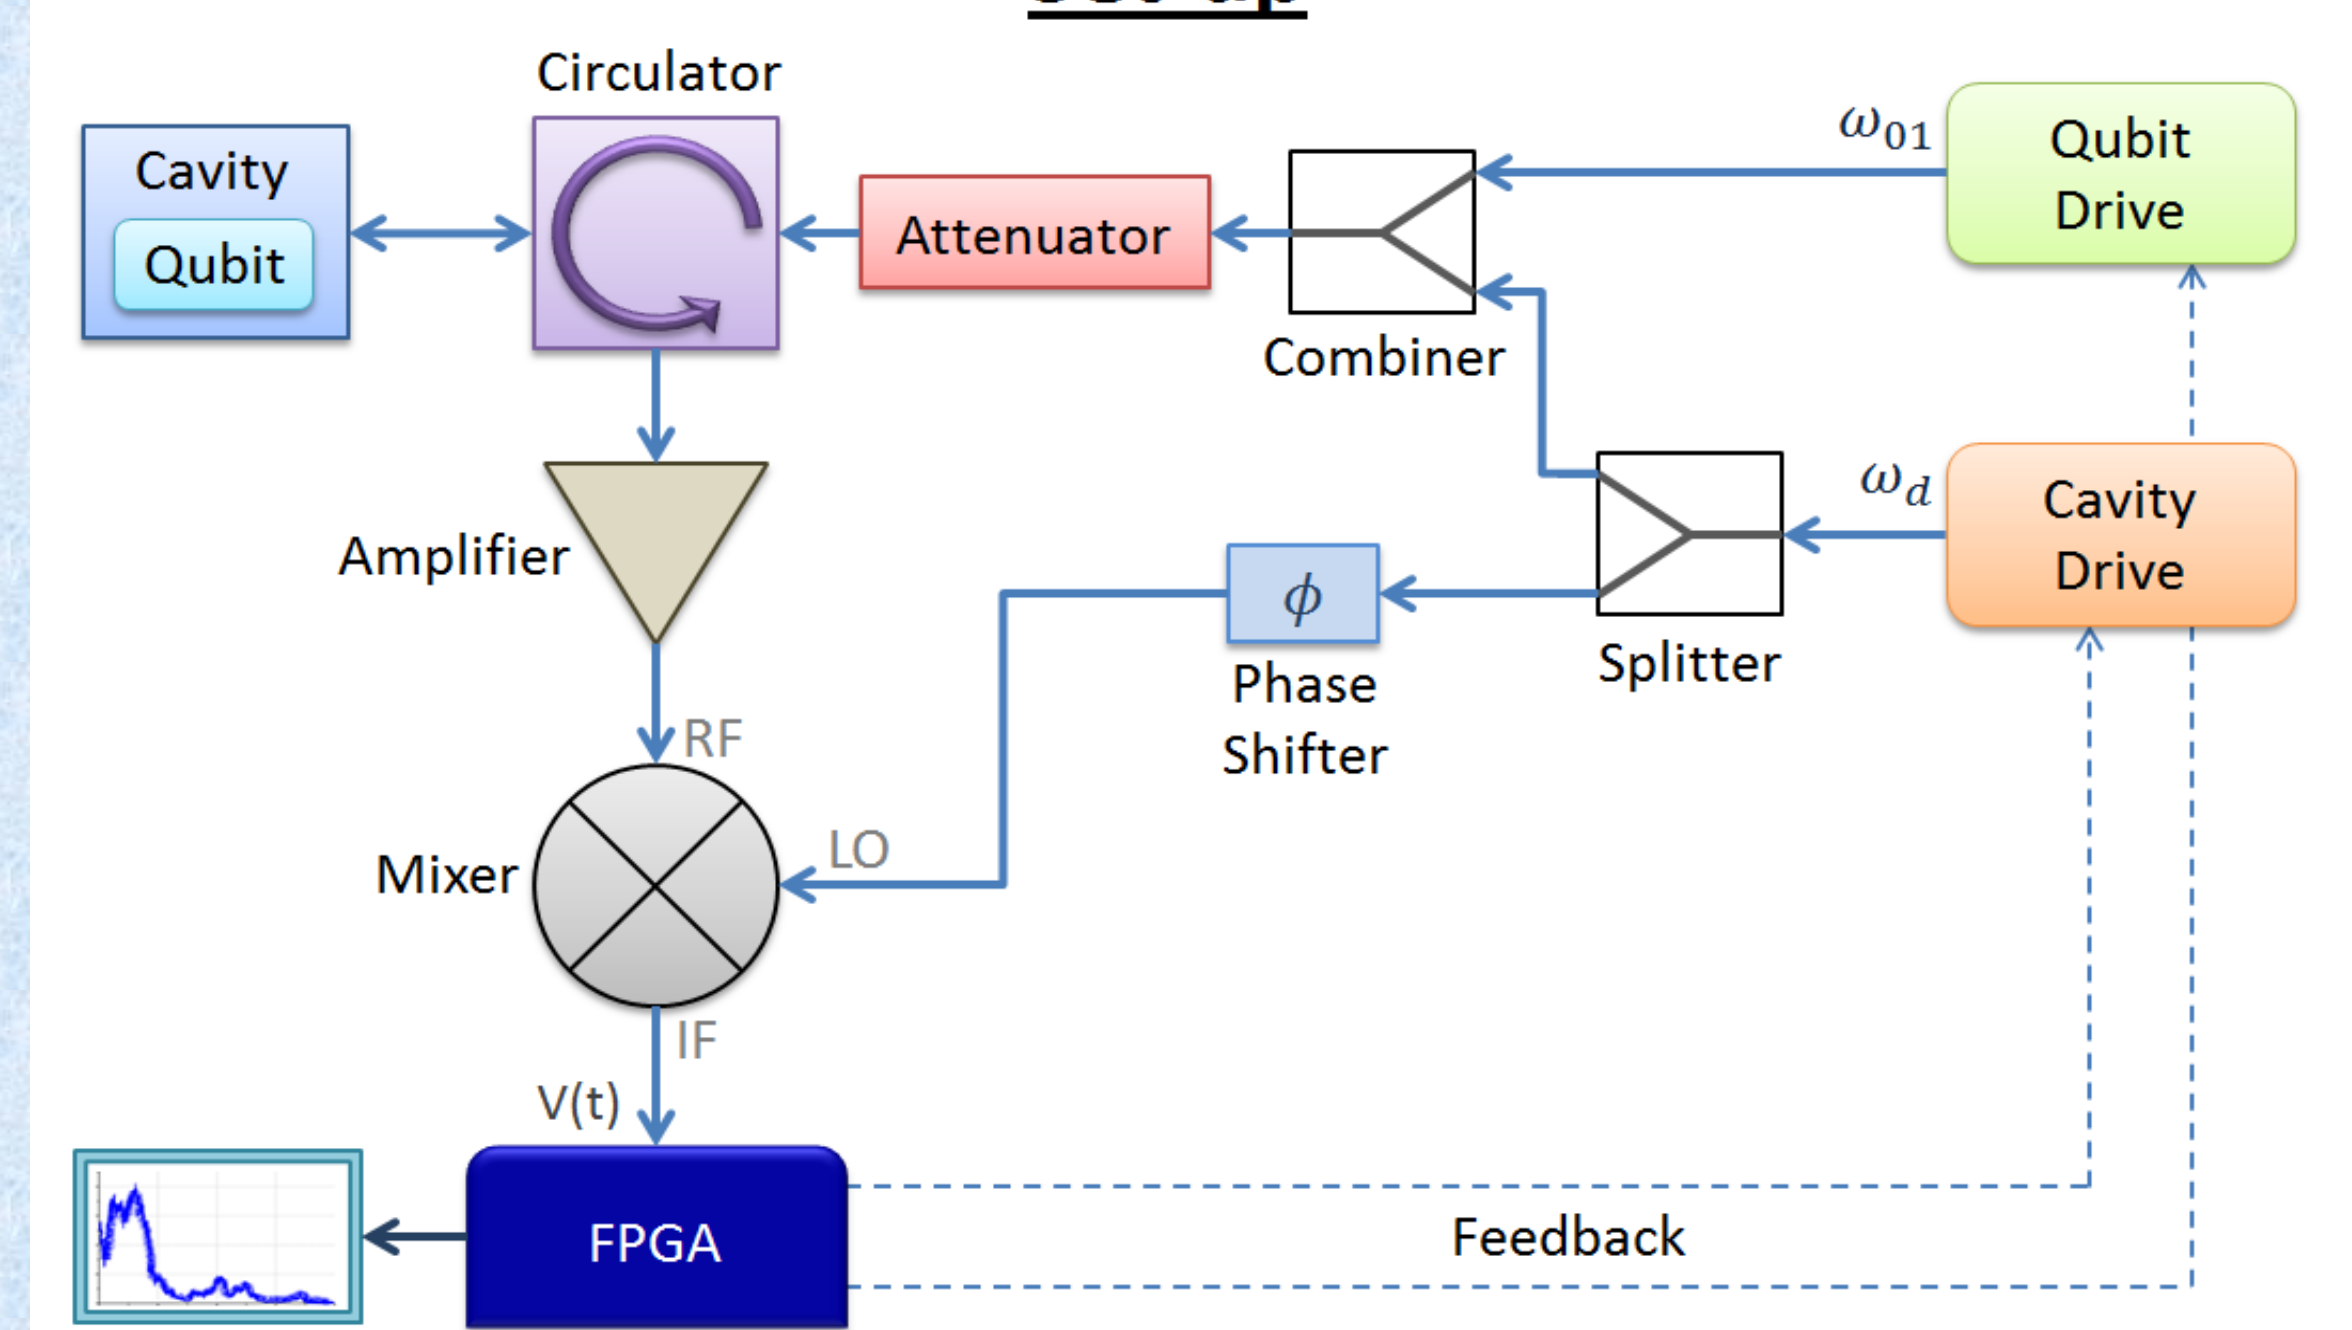 Circulator
Cavity
Qubit
Attenuator
Combiner
ω₀₁
Qubit
Drive
ω_d
Cavity
Drive
Splitter
ϕ
Phase
Shifter
Amplifier
RF
LO
Mixer
IF
V(t)
FPGA
Feedback